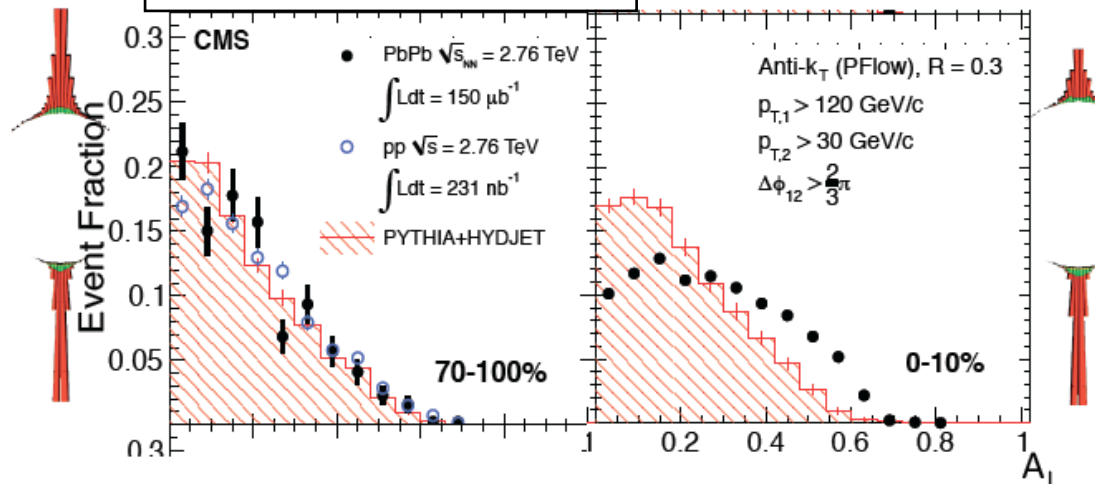 CMS
PbPb √s_NN = 2.76 TeV
∫Ldt = 150 μb⁻¹
pp √s = 2.76 TeV
∫Ldt = 231 nb⁻¹
PYTHIA+HYDJET
70-100%
Event Fraction
0.3
0.25
0.2
0.15
0.1
0.05
0.3
Anti-k_T (PFlow), R = 0.3
p_T,1 > 120 GeV/c
p_T,2 > 30 GeV/c
Δϕ_12 > 2/3 π
0-10%
0.2
0.4
0.6
0.8
1